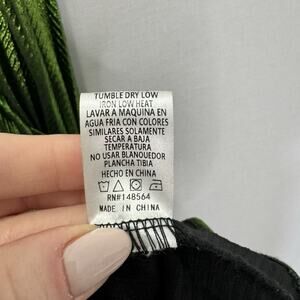 TUMBLE DRY LOW
IRON LOW HEAT
LAVAR A MAQUINA EN
AGUA FRIA CON COLORES
SIMILARES SOLAMENTE
SECAR A BAJA
TEMPERATURA
NO USAR BLANQUEDOR
PLANCHA TIBIA
HECHO EN CHINA
RN#148564
MADE IN CHINA